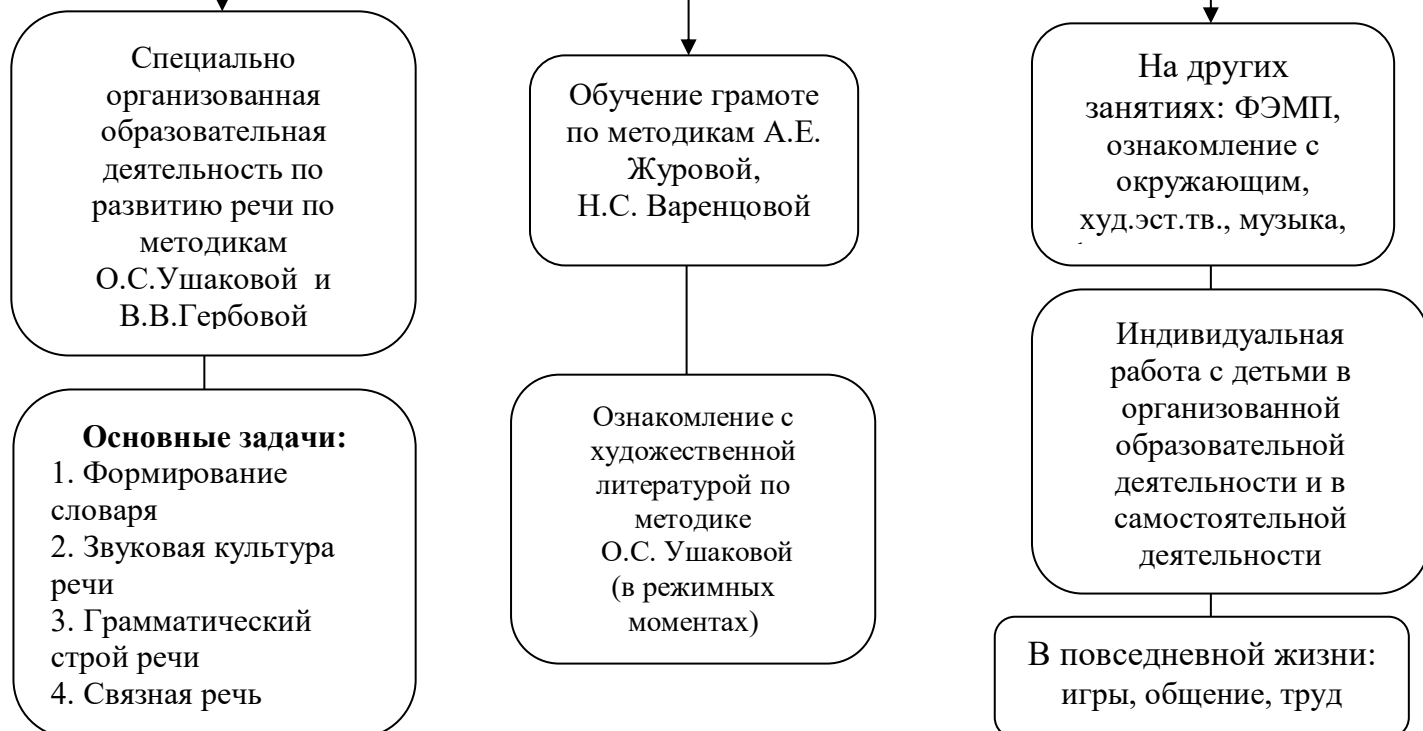 Специально
организованная
образовательная
деятельность по
развитию речи по
методикам
О.С.Ушаковой и
В.В.Гербовой
Основные задачи:
1. Формирование
словаря
2. Звуковая культура
речи
3. Грамматический
строй речи
4. Связная речь
Обучение грамоте
по методикам А.Е.
Журовой,
Н.С. Варенцовой
Ознакомление с
художественной
литературой по
методике
О.С. Ушаковой
(в режимных
моментах)
На других
занятиях: ФЭМП,
ознакомление с
окружающим,
худ.эст.тв., музыка,
Индивидуальная
работа с детьми в
организованной
образовательной
деятельности и в
самостоятельной
деятельности
В повседневной жизни:
игры, общение, труд